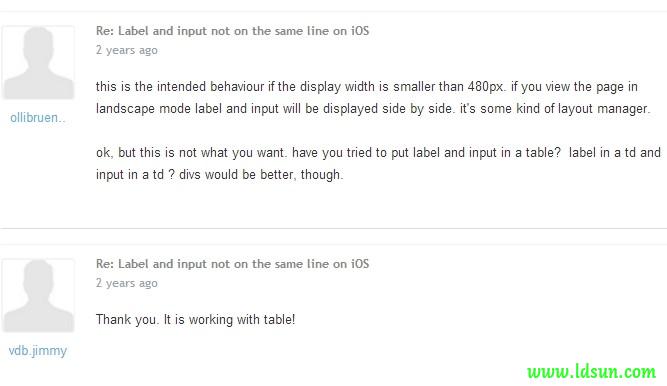 Re: Label and input not on the same line on iOS
2 years ago
this is the intended behaviour if the display width is smaller than 480px. if you view the page in
ollibruen..
landscape mode label and input will be displayed side by side. it's some kind of layout manager.
ok, but this is not what you want. have you tried to put label and input in a table?  label in a td and
input in a td ? divs would be better, though.
Re: Label and input not on the same line on iOS
2 years ago
Thank you. It is working with table!
vdb.jimmy
www.ldsun.com